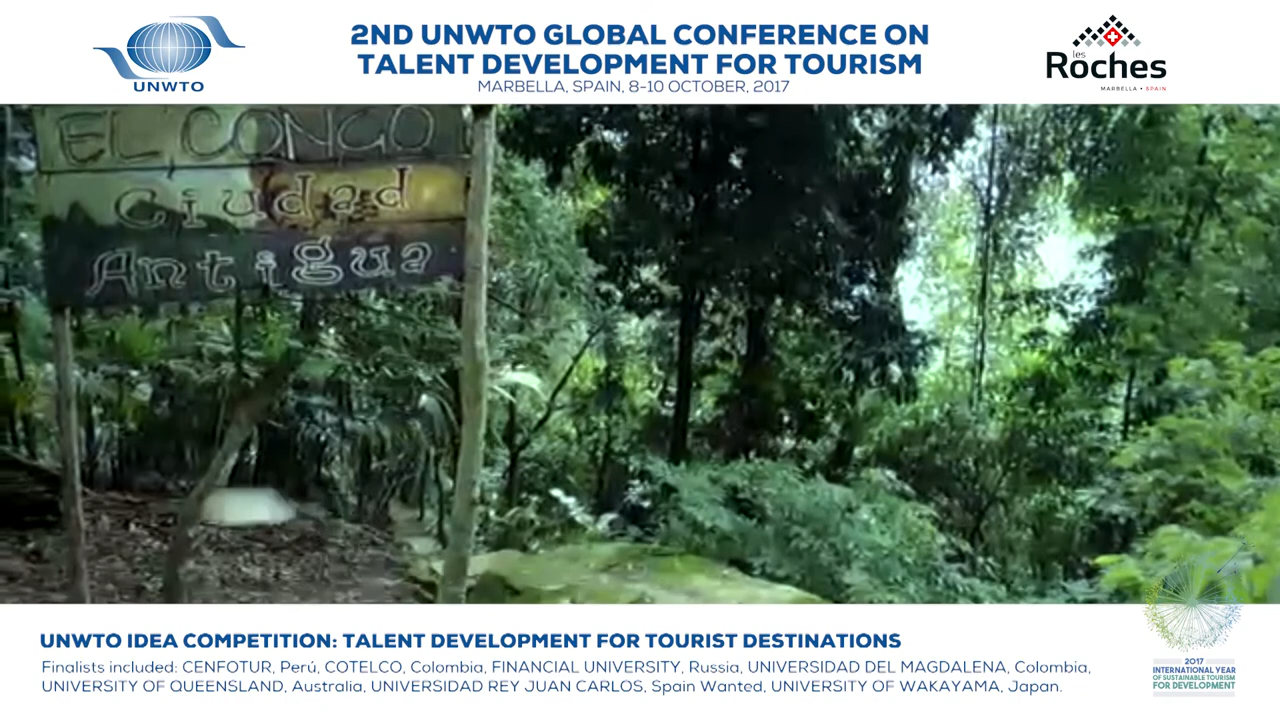 UNWTO
2ND UNWTO GLOBAL CONFERENCE ON
TALENT DEVELOPMENT FOR TOURISM
MARBELLA, SPAIN, 8-10 OCTOBER, 2017
les
Roches
MARBELLA • SPAIN
EL CONGO
Ciudad
Antigua
UNWTO IDEA COMPETITION: TALENT DEVELOPMENT FOR TOURIST DESTINATIONS
Finalists included: CENFOTUR, Perú, COTELCO, Colombia, FINANCIAL UNIVERSITY, Russia, UNIVERSIDAD DEL MAGDALENA, Colombia,
UNIVERSITY OF QUEENSLAND, Australia, UNIVERSIDAD REY JUAN CARLOS, Spain Wanted, UNIVERSITY OF WAKAYAMA, Japan.
2017
INTERNATIONAL YEAR
OF SUSTAINABLE TOURISM
FOR DEVELOPMENT